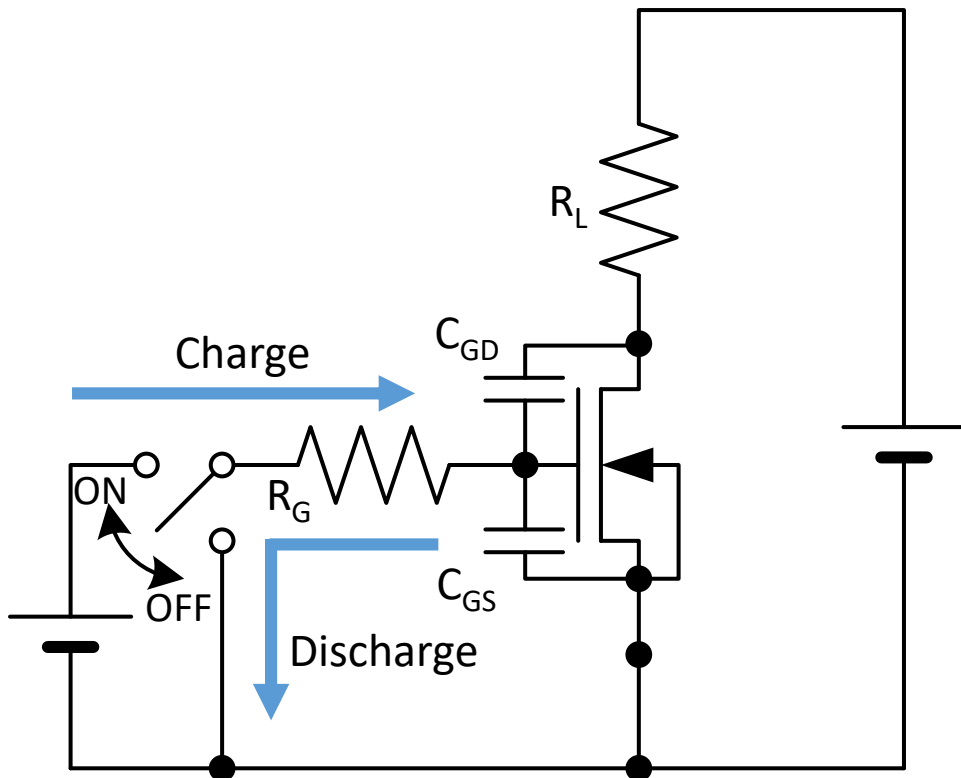 R_L
C_GD
Charge
ON
R_G
OFF
C_GS
Discharge